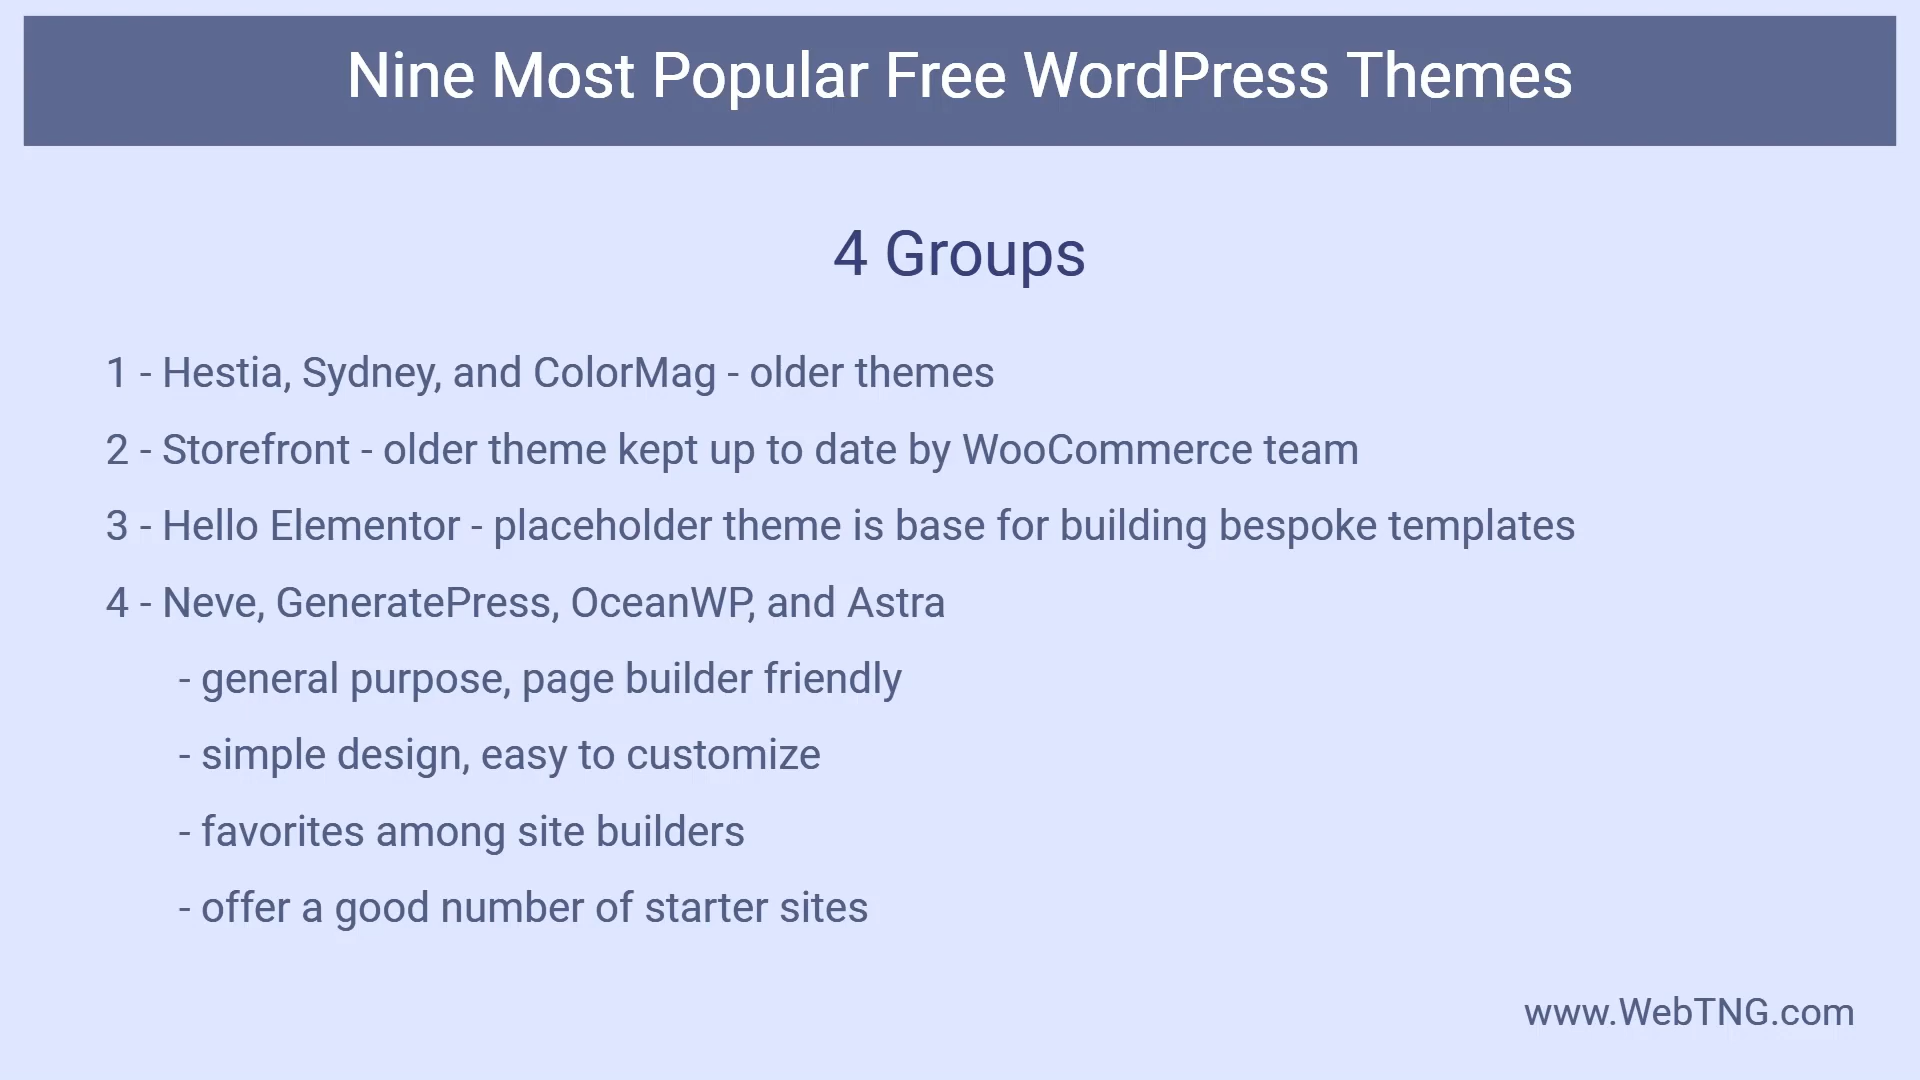 Nine Most Popular Free WordPress Themes
4 Groups
1 - Hestia, Sydney, and ColorMag - older themes
2 - Storefront - older theme kept up to date by WooCommerce team
3 - Hello Elementor - placeholder theme is base for building bespoke templates
4 - Neve, GeneratePress, OceanWP, and Astra
- general purpose, page builder friendly
- simple design, easy to customize
- favorites among site builders
- offer a good number of starter sites
www.WebTNG.com